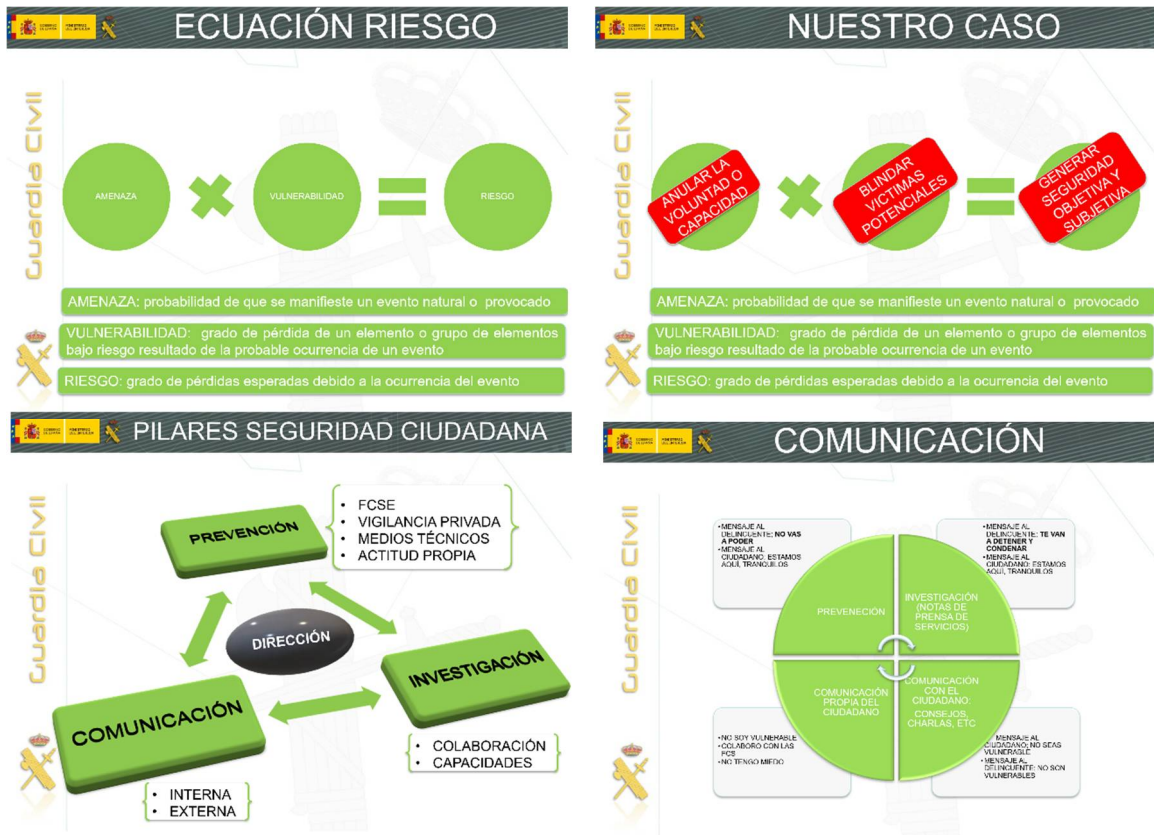 ECUACIÓN RIESGO
Guardia Civil
AMENAZA
VULNERABILIDAD
RIESGO
AMENAZA: probabilidad de que se manifieste un evento natural o provocado
VULNERABILIDAD: grado de pérdida de un elemento o grupo de elementos
bajo riesgo resultado de la probable ocurrencia de un evento
RIESGO: grado de pérdidas esperadas debido a la ocurrencia del evento
NUESTRO CASO
Guardia Civil
ANULAR LA
VOLUNTAD O
CAPACIDAD
BLINDAR
VICTIMAS
POTENCIALES
GENERAR
SEGURIDAD
OBJETIVA Y
SUBJETIVA
AMENAZA: probabilidad de que se manifieste un evento natural o provocado
VULNERABILIDAD: grado de pérdida de un elemento o grupo de elementos
bajo riesgo resultado de la probable ocurrencia de un evento
RIESGO: grado de pérdidas esperadas debido a la ocurrencia del evento
PILARES SEGURIDAD CIUDADANA
Guardia Civil
PREVENCIÓN
• FCSE
• VIGILANCIA PRIVADA
• MEDIOS TÉCNICOS
• ACTITUD PROPIA
DIRECCIÓN
INVESTIGACIÓN
COMUNICACIÓN
• COLABORACIÓN
• CAPACIDADES
• INTERNA
• EXTERNA
COMUNICACIÓN
Guardia Civil
•MENSAJE AL
DELINCUENTE: NO VAS
A PODER
•MENSAJE AL
CIUDADANO: ESTAMOS
AQUÍ, TRANQUILOS
•MENSAJE AL
DELINCUENTE: TE VAN
A DETENER Y
CONDENAR
•MENSAJE AL
CIUDADANO: ESTAMOS
AQUÍ, TRANQUILOS
PREVENECIÓN
INVESTIGACIÓN
(NOTAS DE
PRENSA DE
SERVICIOS)
COMUNICACIÓN
PROPIA DEL
CIUDADANO
COMUNICACIÓN
CON EL
CIUDADANO:
CONSEJOS,
CHARLAS, ETC
•NO SOY VULNERABLE
•COLABORO CON LAS
FCS
•NO TENGO MIEDO
MENSAJE AL
CIUDADANO; NO SEAS
VULNERABLE
•MENSAJE AL
DELINCUENTE: NO SON
VULNERABLES